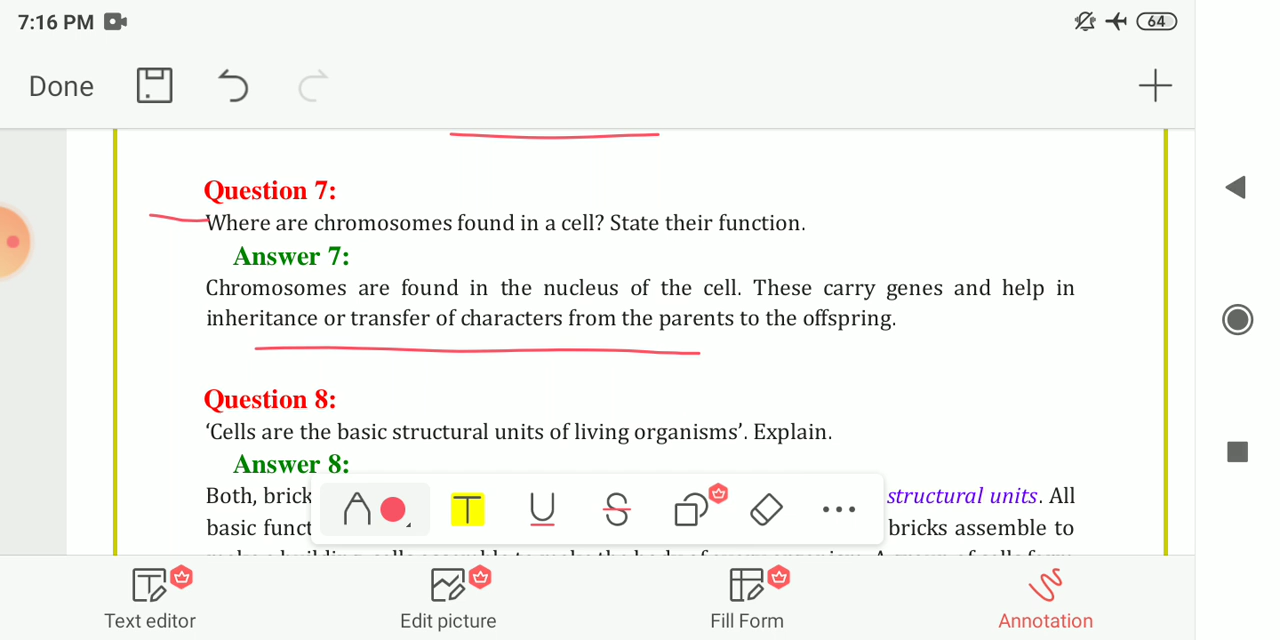 7:16 PM
64
Done
Question 7:
Where are chromosomes found in a cell? State their function.
Answer 7:
Chromosomes are found in the nucleus of the cell. These carry genes and help in
inheritance or transfer of characters from the parents to the offspring.
Question 8:
‘Cells are the basic structural units of living organisms’. Explain.
Answer 8:
Both, brick structural units. All
basic funct bricks assemble to
T U S
Text editor
Edit picture
Fill Form
Annotation